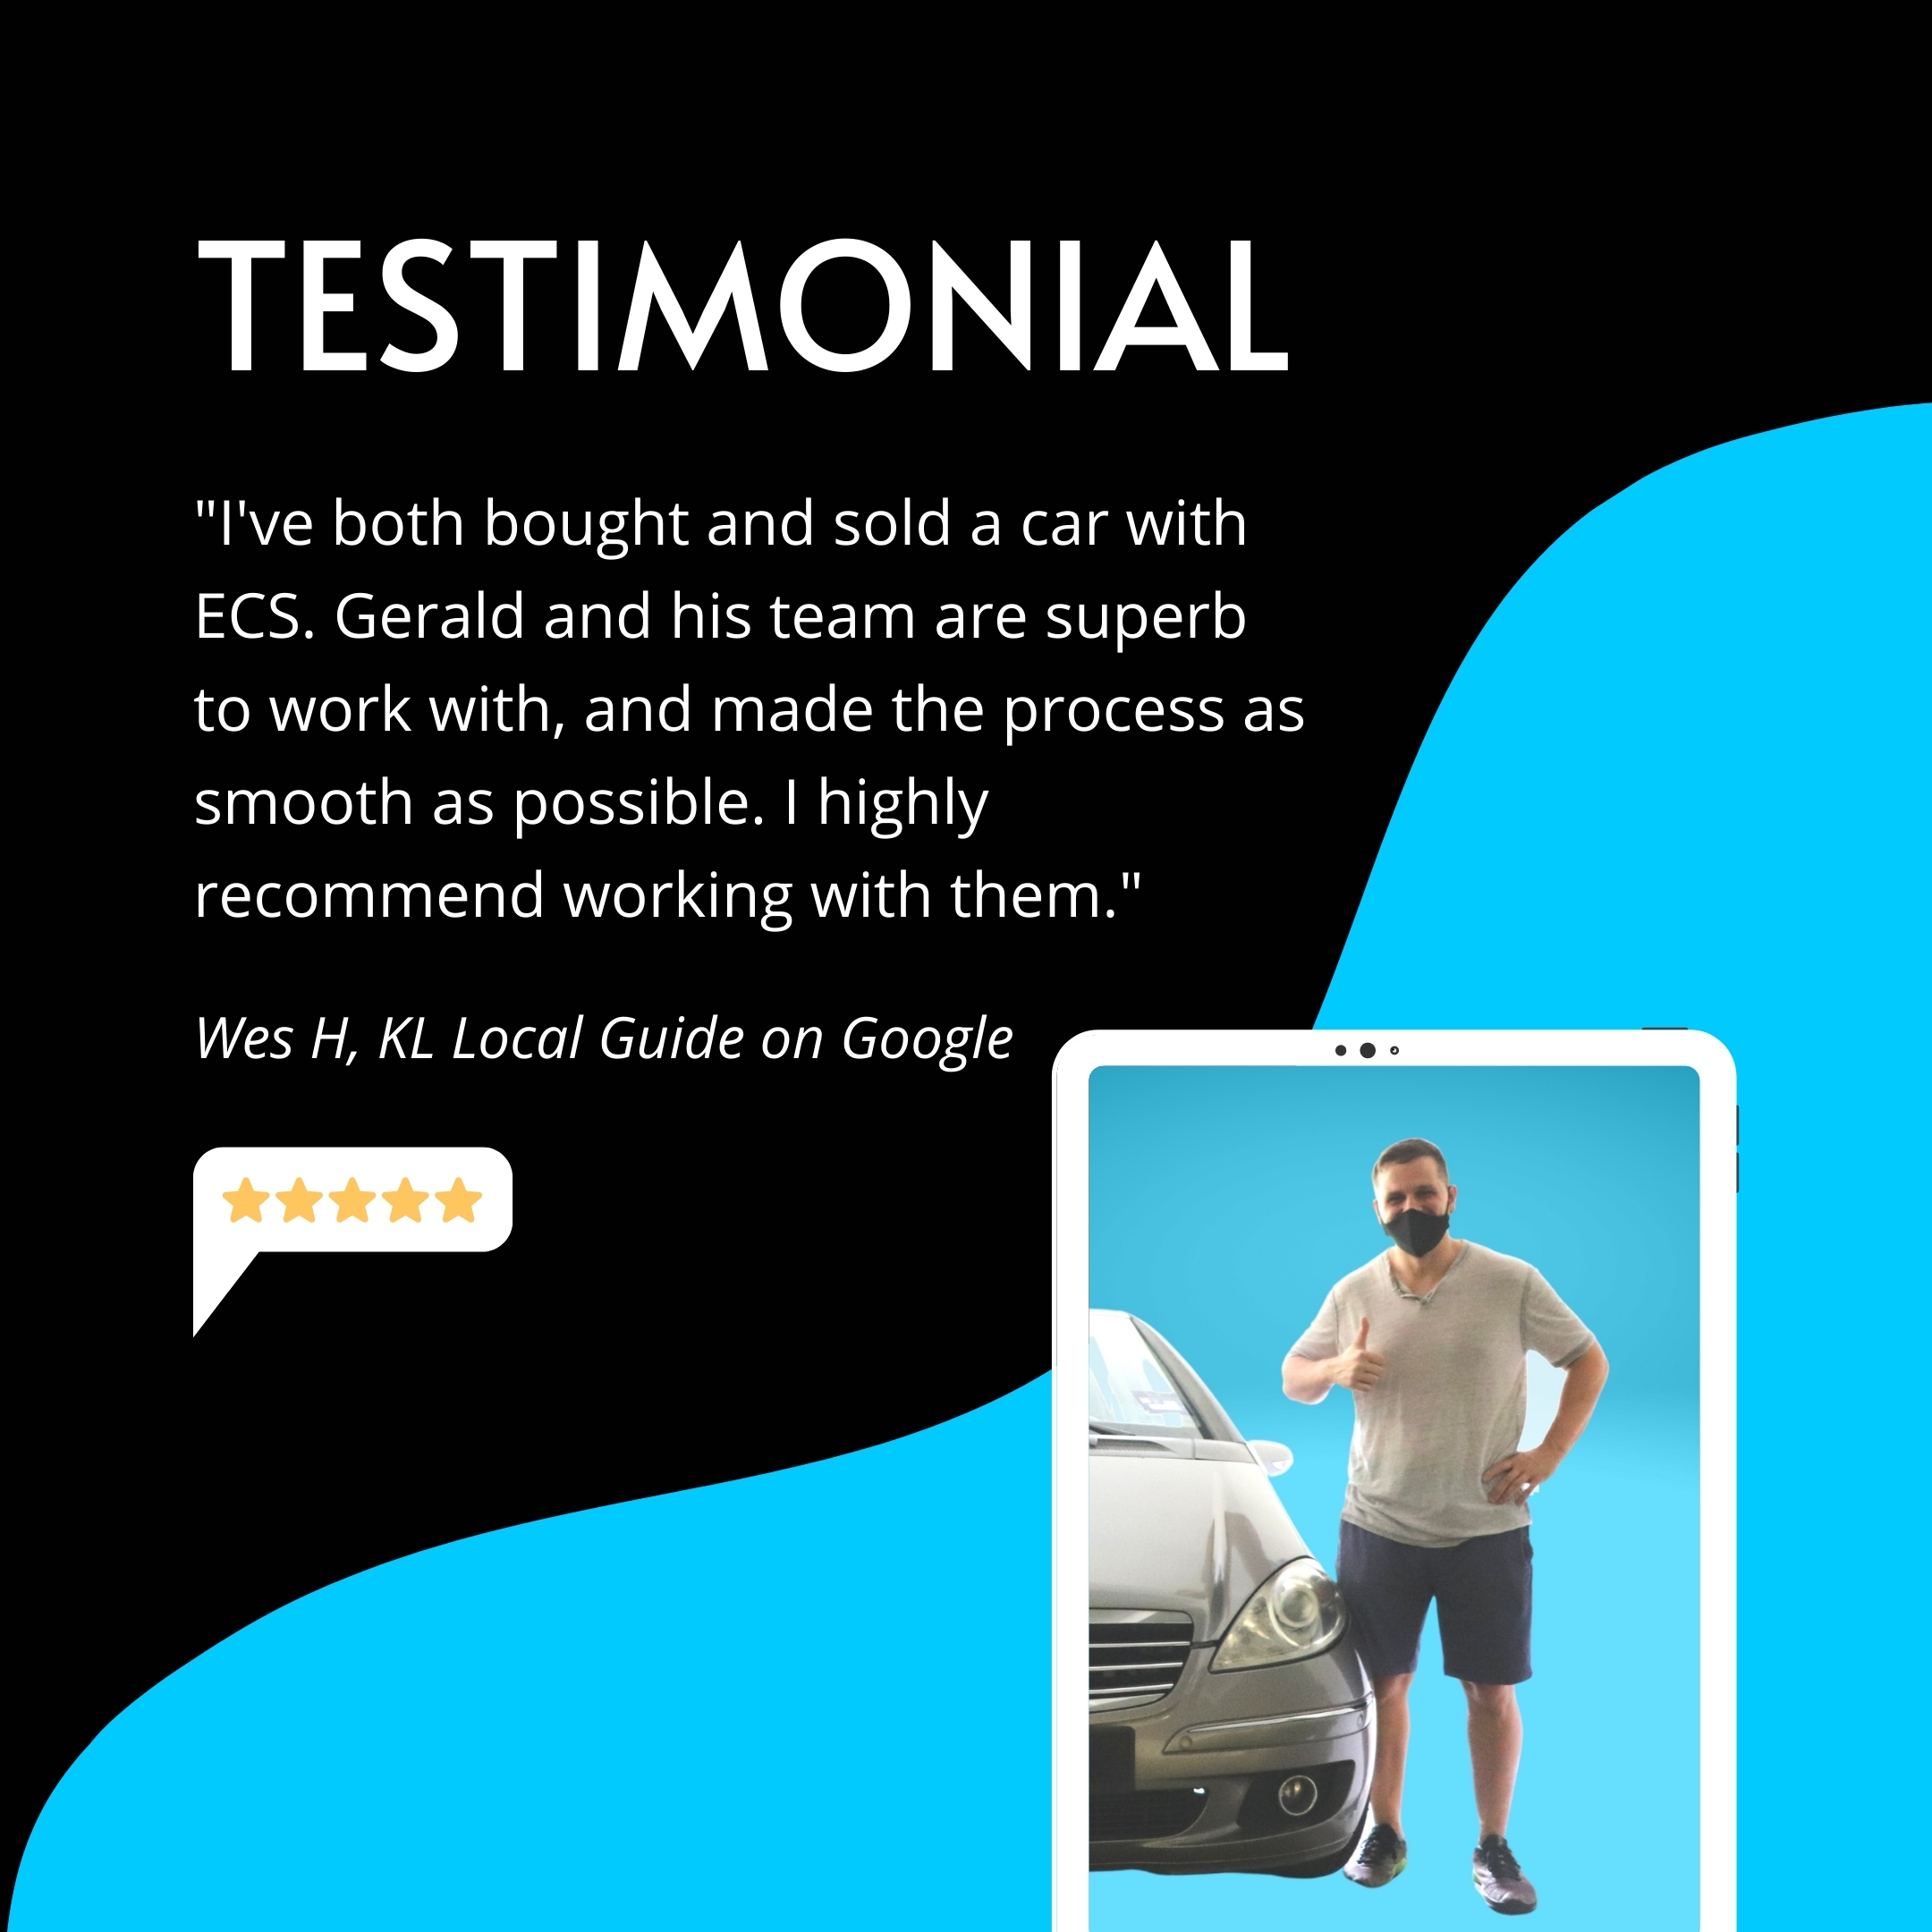 TESTIMONIAL
"I've both bought and sold a car with
ECS. Gerald and his team are superb
to work with, and made the process as
smooth as possible. I highly
recommend working with them."
Wes H, KL Local Guide on Google